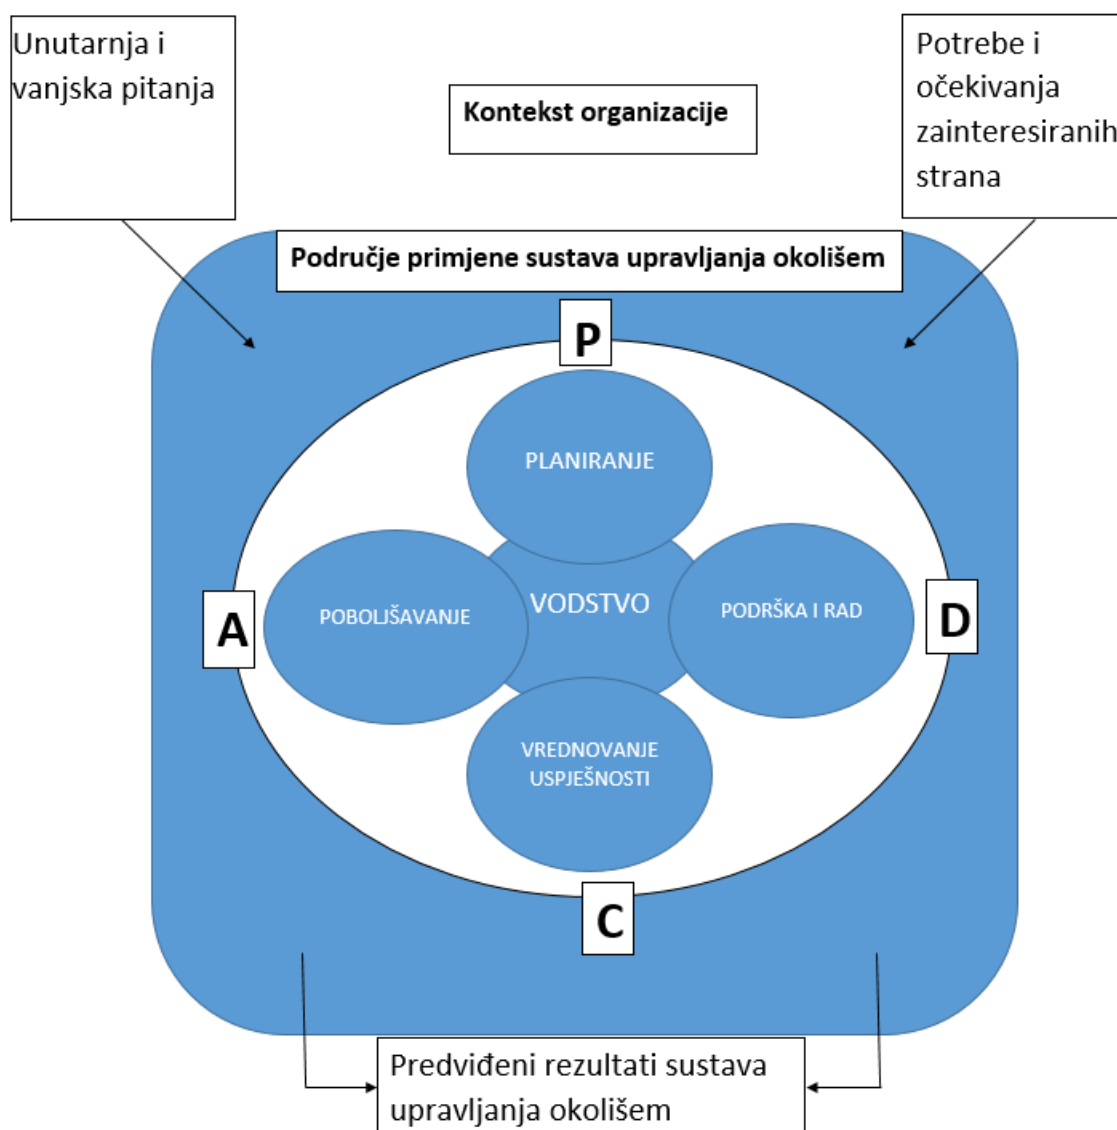 Unutarnja i
vanjska pitanja
Kontekst organizacije
Potrebe i
očekivanja
zainteresiranih
strana
Područje primjene sustava upravljanja okolišem
P
PLANIRANJE
A
POBOLJŠAVANJE
VODSTVO
PODRŠKA I RAD
D
VREDNOVANJE
USPJEŠNOSTI
C
Predviđeni rezultati sustava
upravljanja okolišem